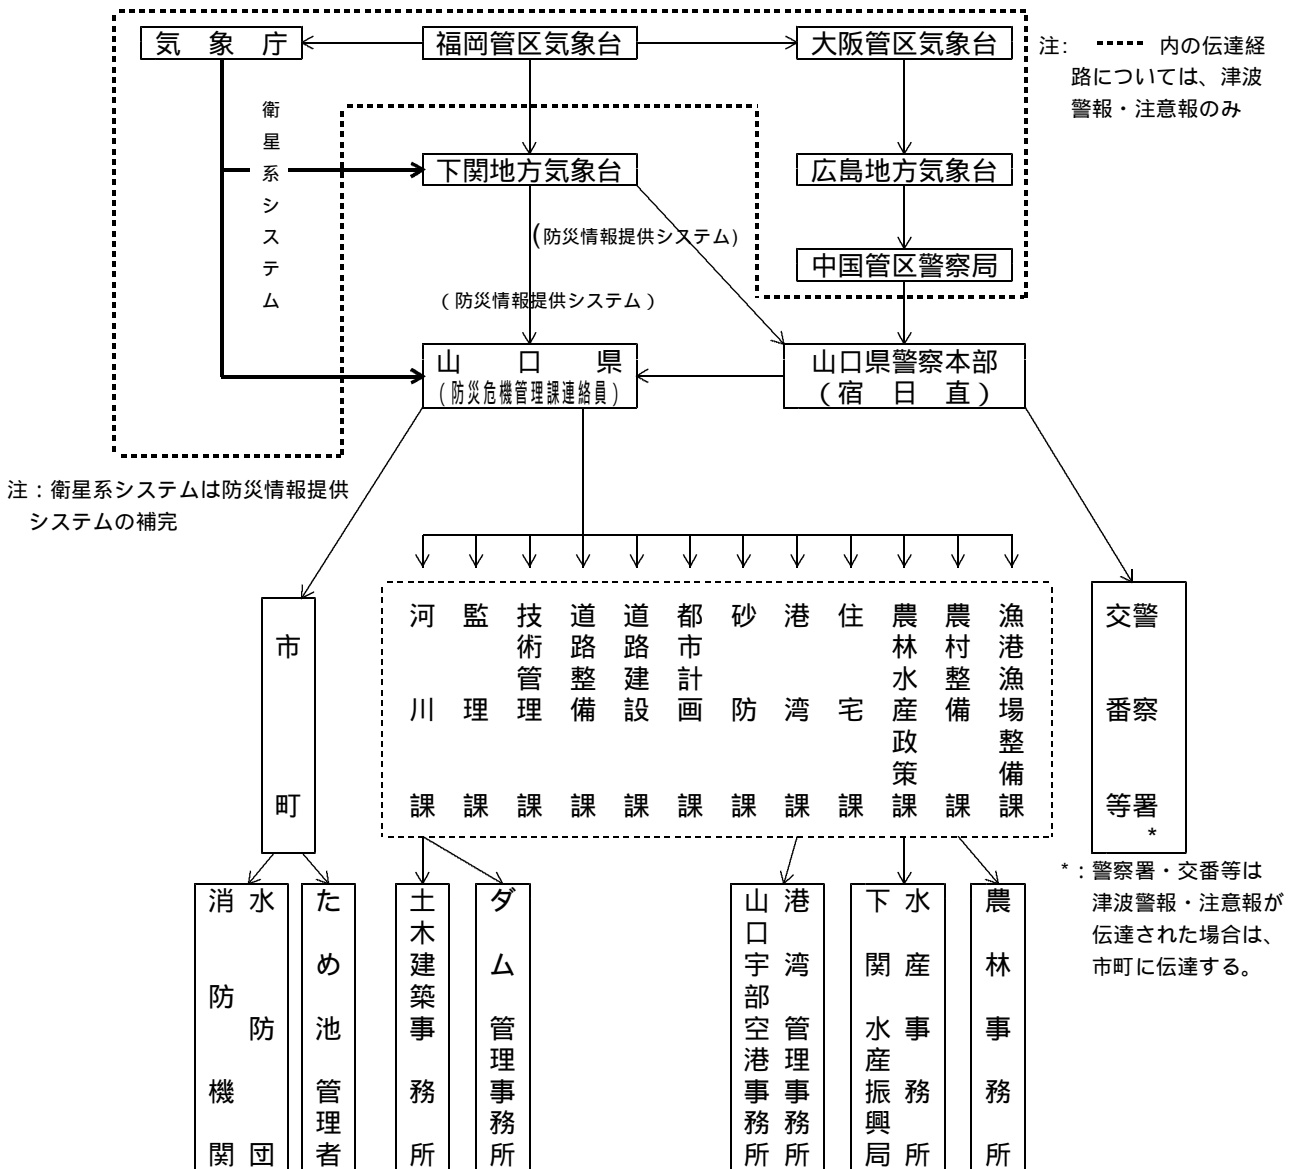 気 象 庁
福岡管区気象台
大阪管区気象台
注: 内の伝達経
路については、津波
警報・注意報のみ
衛星系システム
下関地方気象台
広島地方気象台
(防災情報提供システム)
中国管区警察局
(防災情報提供システム)
山 口 県
(防災危機管理課連絡員)
山口県警察本部
(宿 日 直)
注:衛星系システムは防災情報提供
システムの補完
市町
河川課
監理課
技術管理課
道路整備課
道路建設課
都市計画課
砂防課
港湾課
住宅課
農林水産政策課
農村整備課
漁港漁場整備課
警察署*
交番等
*:警察署・交番等は
津波警報・注意報が
伝達された場合は、
市町に伝達する。
水防団
消防機関
ため池管理者
土木建築事務所
ダム管理事務所
港湾管理事務所
山口宇部空港事務所
水産事務所
下関水産振興局
農林事務所